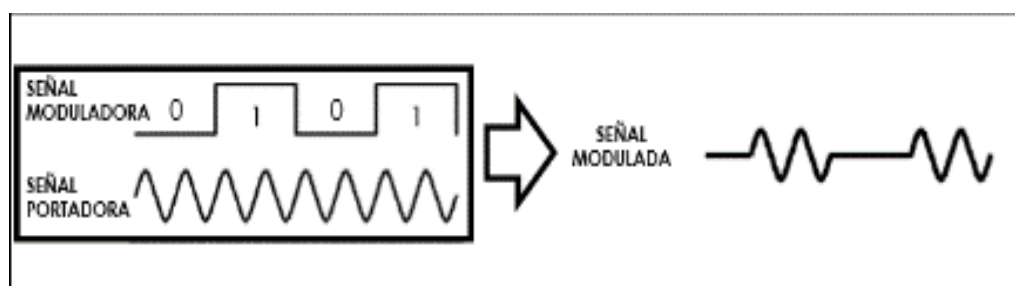 SEÑAL
MODULADORA
0
1
0
1
SEÑAL
PORTADORA
SEÑAL
MODULADA